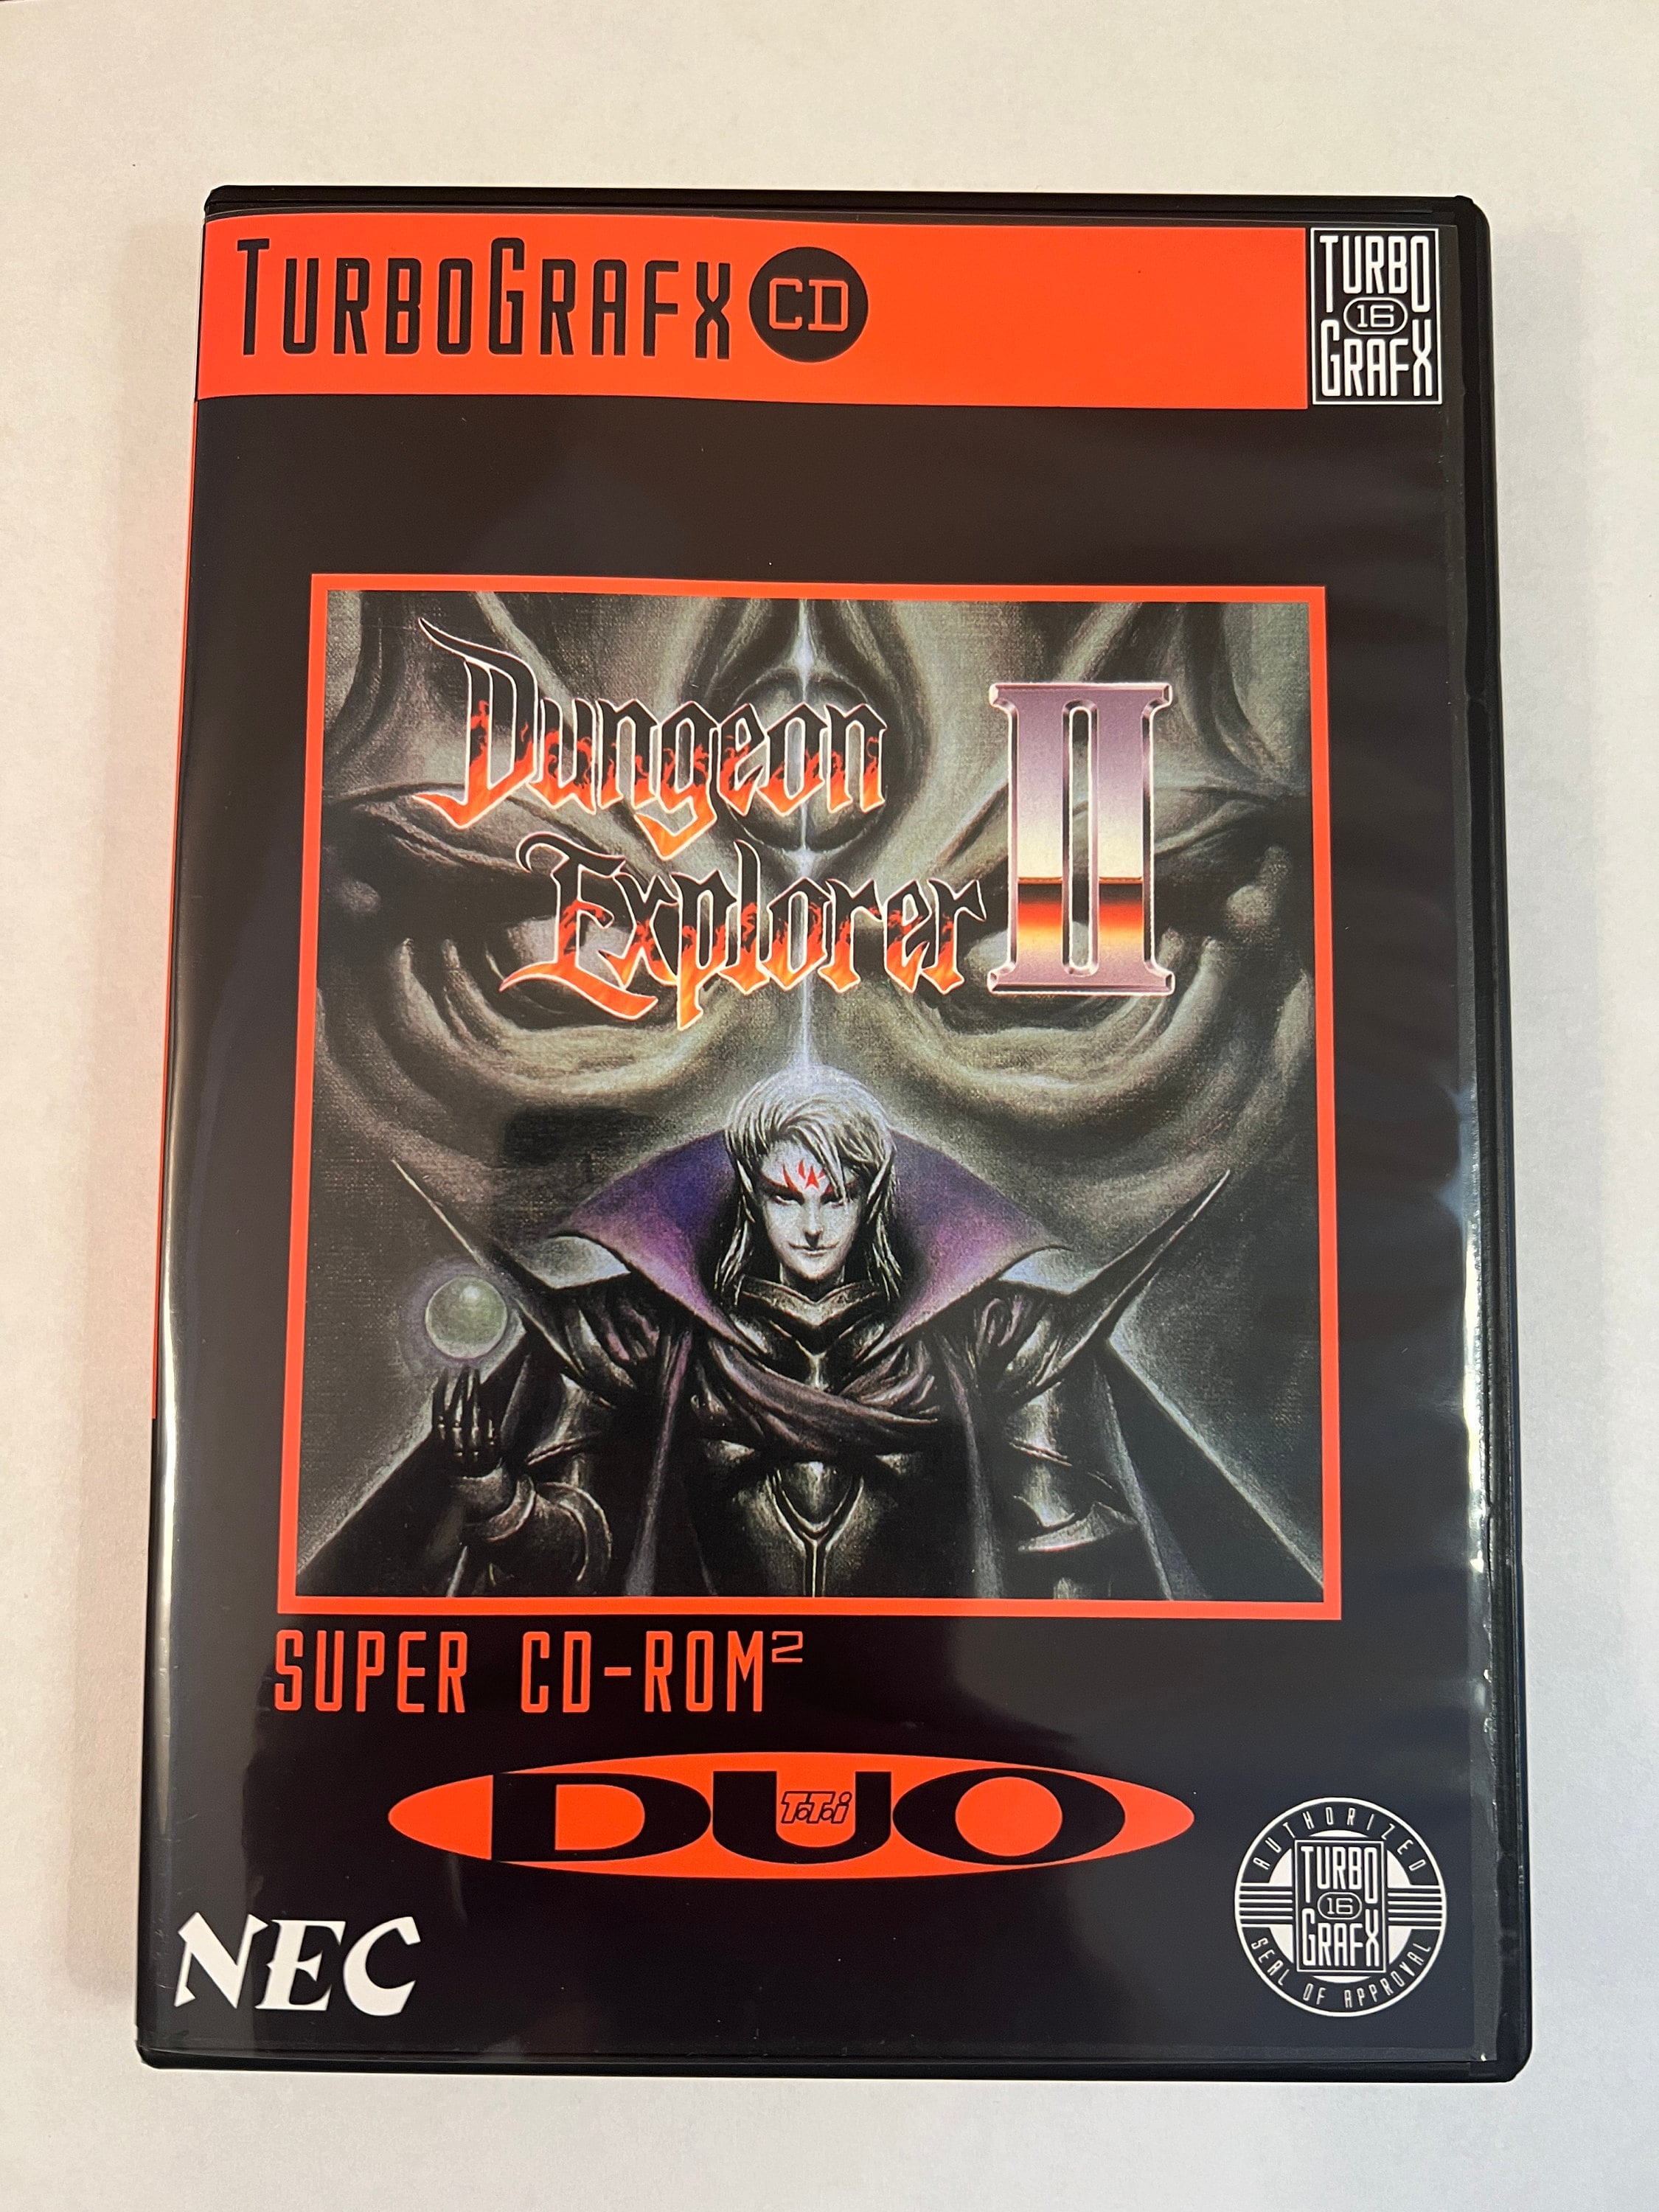 TURBOGRAFX CD
TURBO
16
GRAFX
Dungeon
Explorer II
SUPER CD-ROM²
DUO
TTi
NEC
AUTHORIZED
TURBO
16
GRAFX
SEAL OF APPROVAL